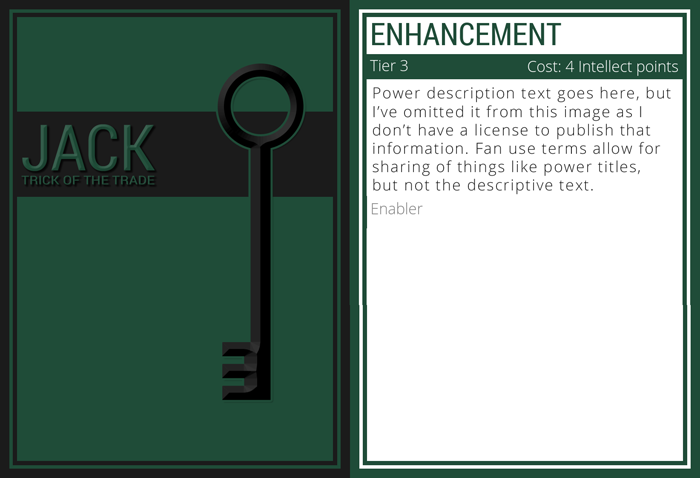 JACK
TRICK OF THE TRADE
ENHANCEMENT
Tier 3
Cost: 4 Intellect points
Power description text goes here, but
I’ve omitted it from this image as I
don’t have a license to publish that
information. Fan use terms allow for
sharing of things like power titles,
but not the descriptive text.
Enabler